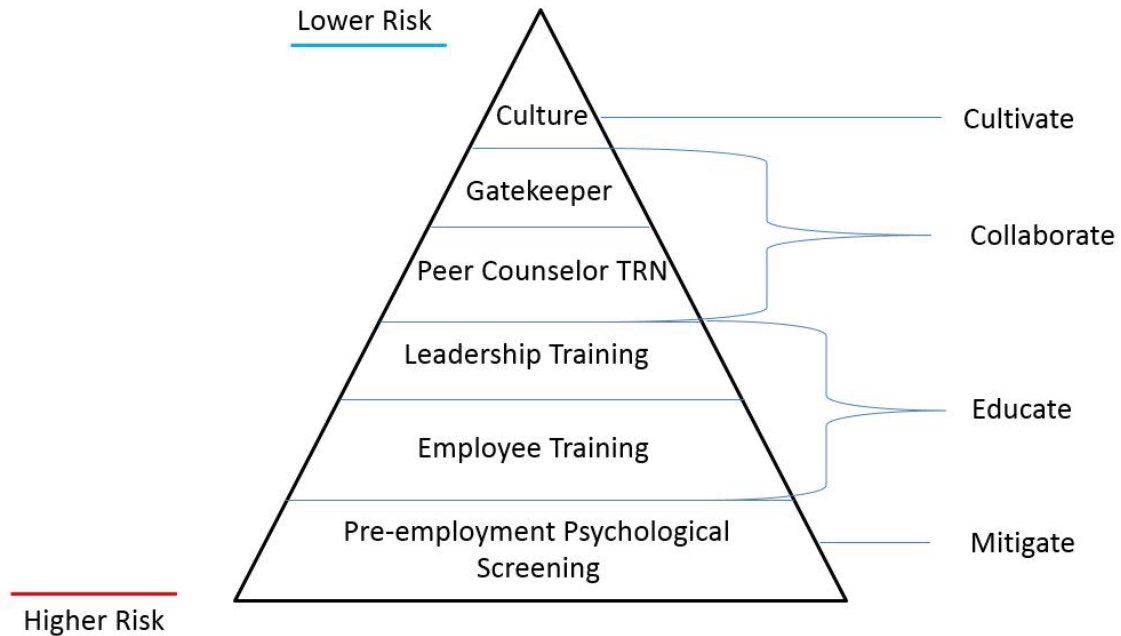 Lower Risk
Culture
Cultivate
Gatekeeper
Collaborate
Peer Counselor TRN
Leadership Training
Educate
Employee Training
Pre-employment Psychological
Screening
Mitigate
Higher Risk